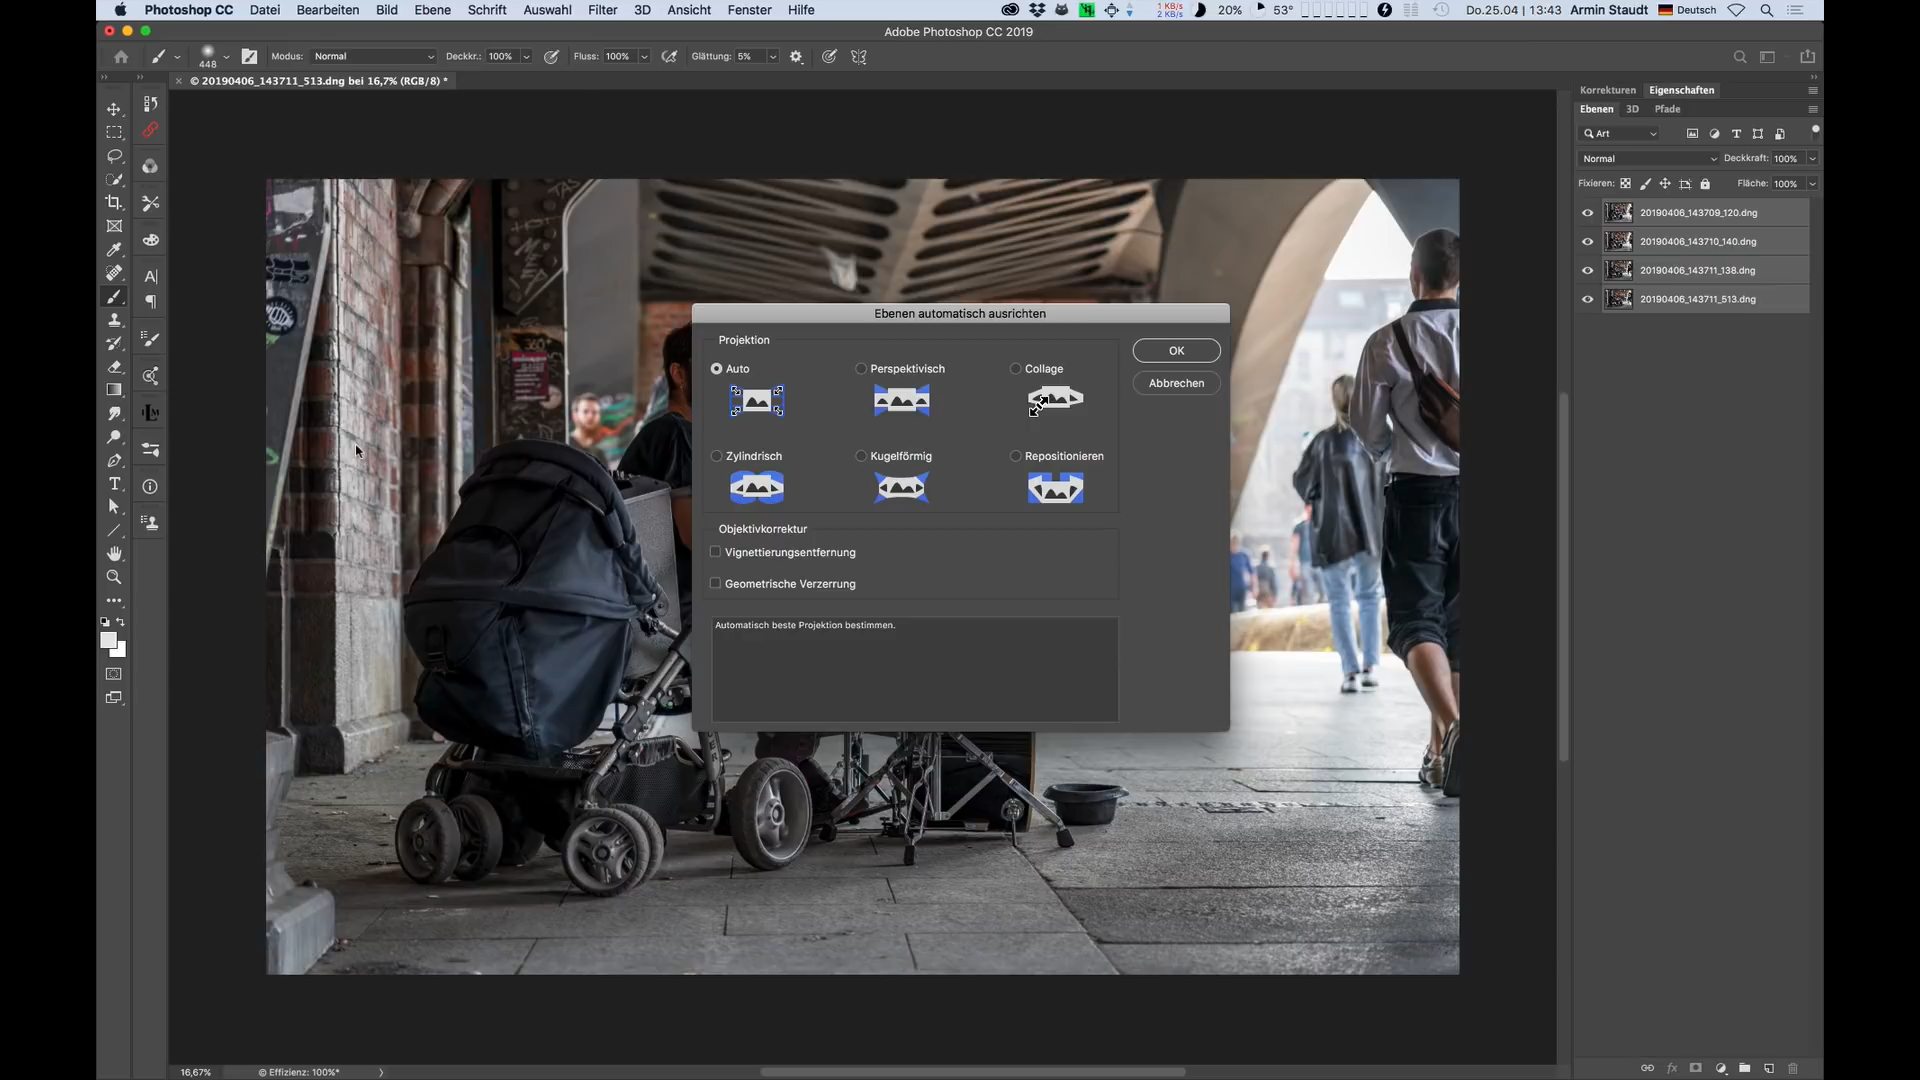 Photoshop CC Datei Bearbeiten Bild Ebene Schrift Auswahl Filter 3D Ansicht Fenster Hilfe
1 KB/s
2 KB/s
20% 53° Do.25.04 | 13:43 Armin Staudt Deutsch
Adobe Photoshop CC 2019
448
Modus: Normal Deckkr.: 100% Fluss: 100% Glättung: 5%
× © 20190406_143711_513.dng bei 16,7% (RGB/8) *
Korrekturen Eigenschaften
Ebenen 3D Pfade
Art
Normal Deckkraft: 100%
Fixieren: Fläche: 100%
20190406_143709_120.dng
20190406_143710_140.dng
20190406_143711_138.dng
20190406_143711_513.dng
Ebenen automatisch ausrichten
Projektion
Auto Perspektivisch Collage
Zylindrisch Kugelförmig Repositionieren
OK
Abbrechen
Objektivkorrektur
Vignettierungsentfernung
Geometrische Verzerrung
Automatisch beste Projektion bestimmen.
16,67% © Effizienz: 100%*